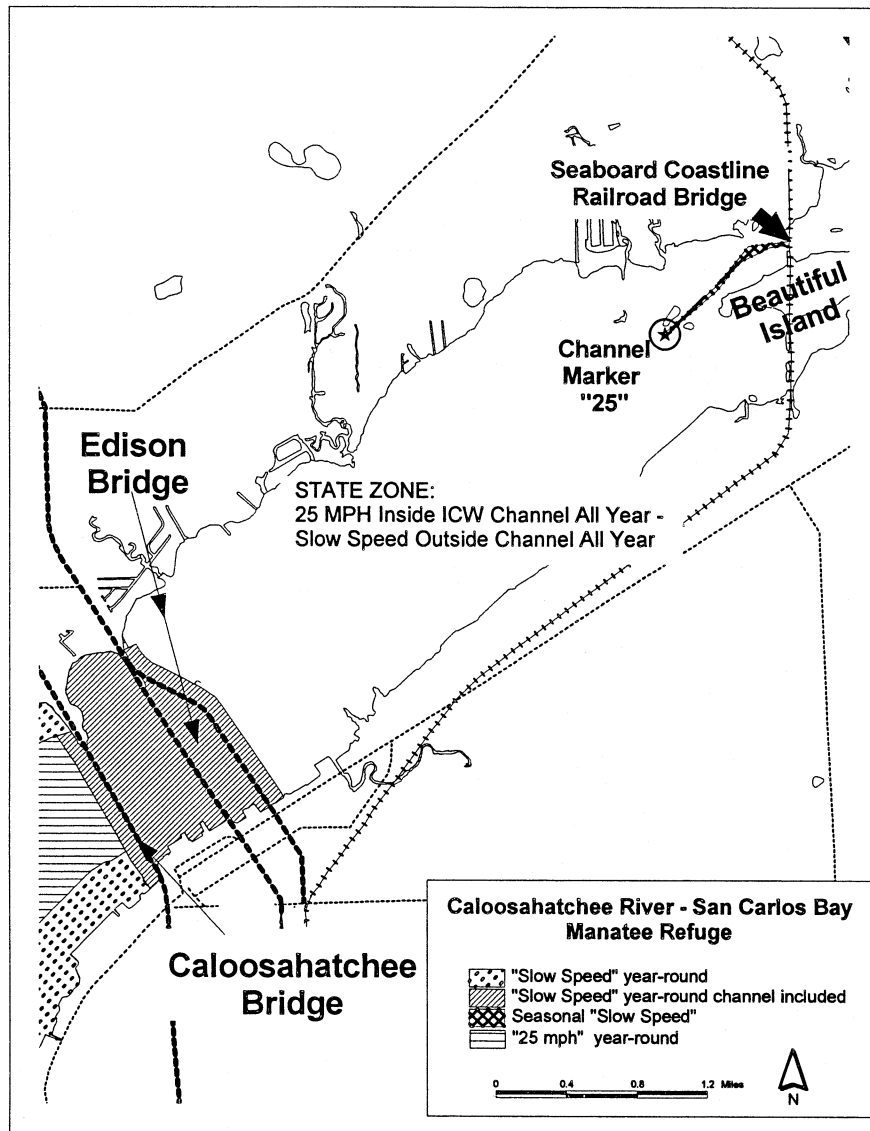 Seaboard Coastline
Railroad Bridge
Beautiful
Island
Channel
Marker
"25"
Edison
Bridge
STATE ZONE:
25 MPH Inside ICW Channel All Year -
Slow Speed Outside Channel All Year
Caloosahatchee
Bridge
Caloosahatchee River - San Carlos Bay
Manatee Refuge
"Slow Speed" year-round
"Slow Speed" year-round channel included
Seasonal "Slow Speed"
"25 mph" year-round
0 0.4 0.8 1.2 Miles
N